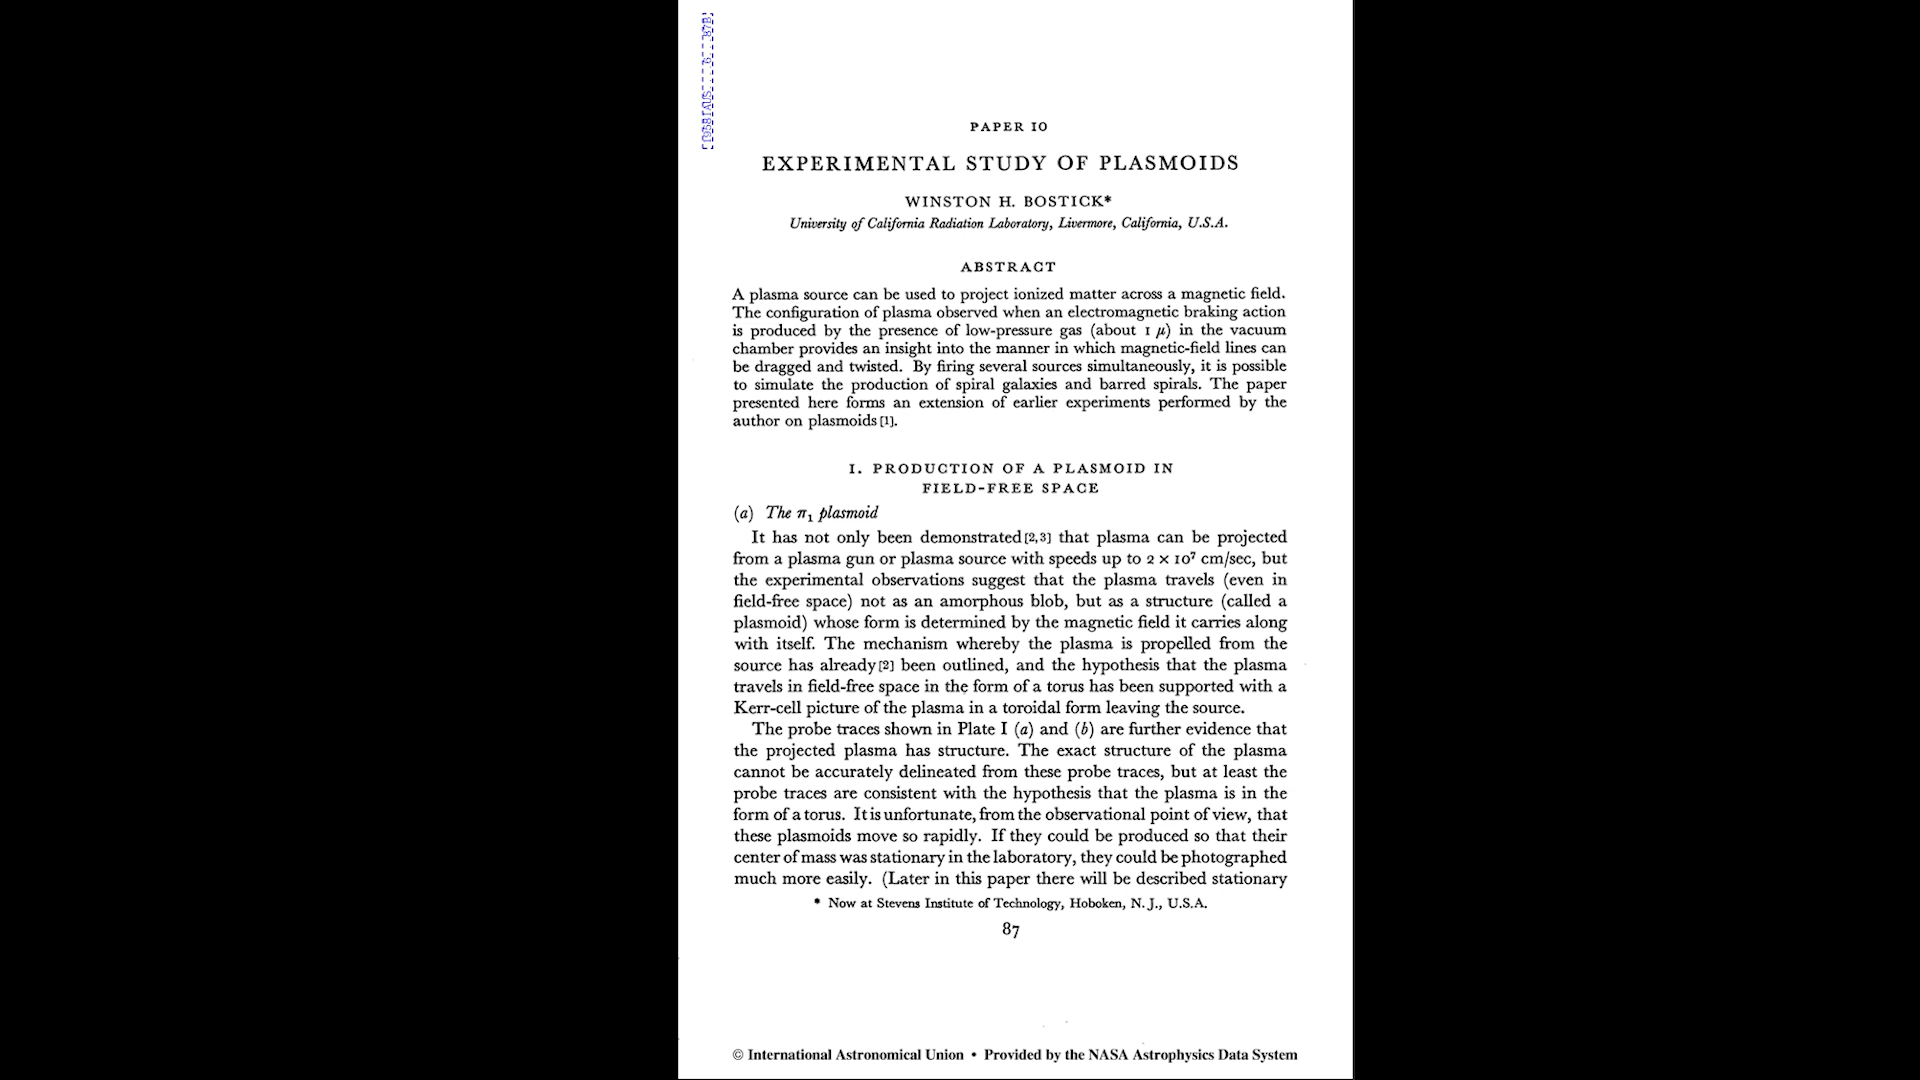 PAPER 10
EXPERIMENTAL STUDY OF PLASMOIDS
WINSTON H. BOSTICK*
University of California Radiation Laboratory, Livermore, California, U.S.A.
ABSTRACT
A plasma source can be used to project ionized matter across a magnetic field.
The configuration of plasma observed when an electromagnetic braking action
is produced by the presence of low-pressure gas (about 1 μ) in the vacuum
chamber provides an insight into the manner in which magnetic-field lines can
be dragged and twisted. By firing several sources simultaneously, it is possible
to simulate the production of spiral galaxies and barred spirals. The paper
presented here forms an extension of earlier experiments performed by the
author on plasmoids [1].
I. PRODUCTION OF A PLASMOID IN
FIELD-FREE SPACE
(a) The π₁ plasmoid
It has not only been demonstrated [2,3] that plasma can be projected
from a plasma gun or plasma source with speeds up to 2 × 10⁷ cm/sec, but
the experimental observations suggest that the plasma travels (even in
field-free space) not as an amorphous blob, but as a structure (called a
plasmoid) whose form is determined by the magnetic field it carries along
with itself. The mechanism whereby the plasma is propelled from the
source has already [2] been outlined, and the hypothesis that the plasma
travels in field-free space in the form of a torus has been supported with a
Kerr-cell picture of the plasma in a toroidal form leaving the source.
The probe traces shown in Plate I (a) and (b) are further evidence that
the projected plasma has structure. The exact structure of the plasma
cannot be accurately delineated from these probe traces, but at least the
probe traces are consistent with the hypothesis that the plasma is in the
form of a torus. It is unfortunate, from the observational point of view, that
these plasmoids move so rapidly. If they could be produced so that their
center of mass was stationary in the laboratory, they could be photographed
much more easily. (Later in this paper there will be described stationary
* Now at Stevens Institute of Technology, Hoboken, N.J., U.S.A.
87
© International Astronomical Union • Provided by the NASA Astrophysics Data System